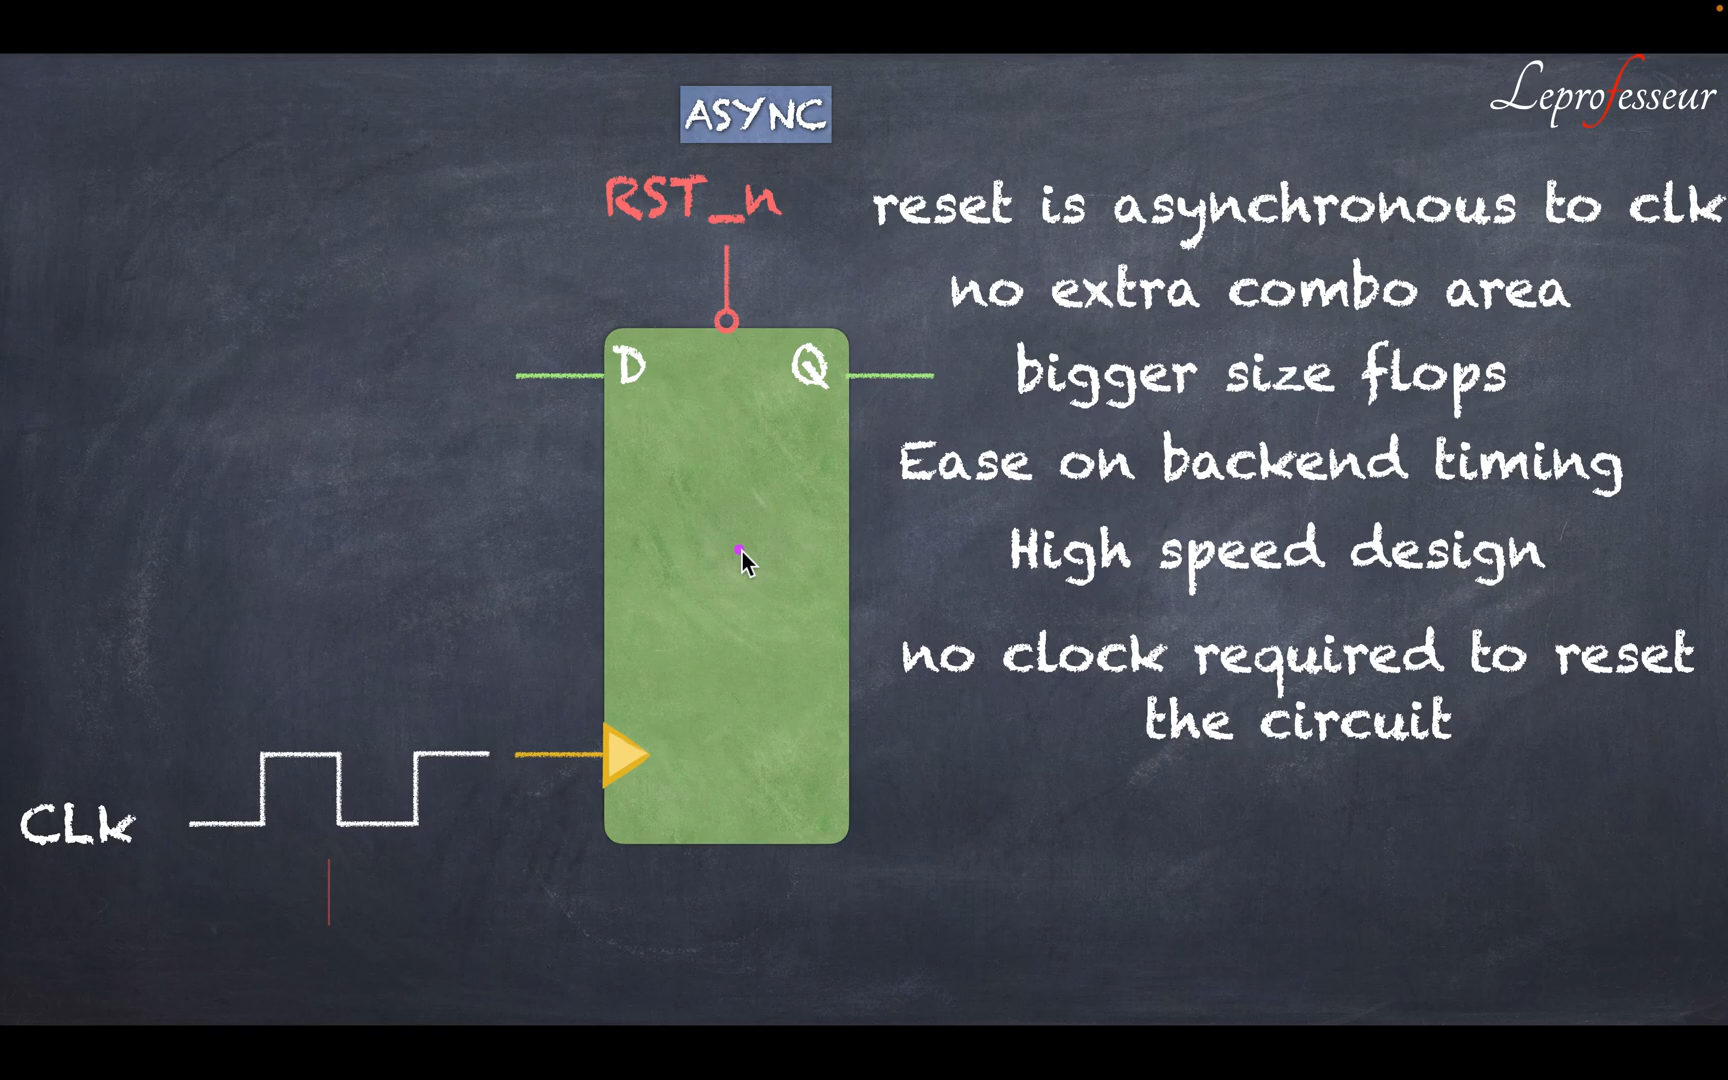 Leprofesseur
ASYNC
RST_n
reset is asynchronous to clk
no extra combo area
D
Q
bigger size flops
Ease on backend timing
High speed design
no clock required to reset
the circuit
CLk